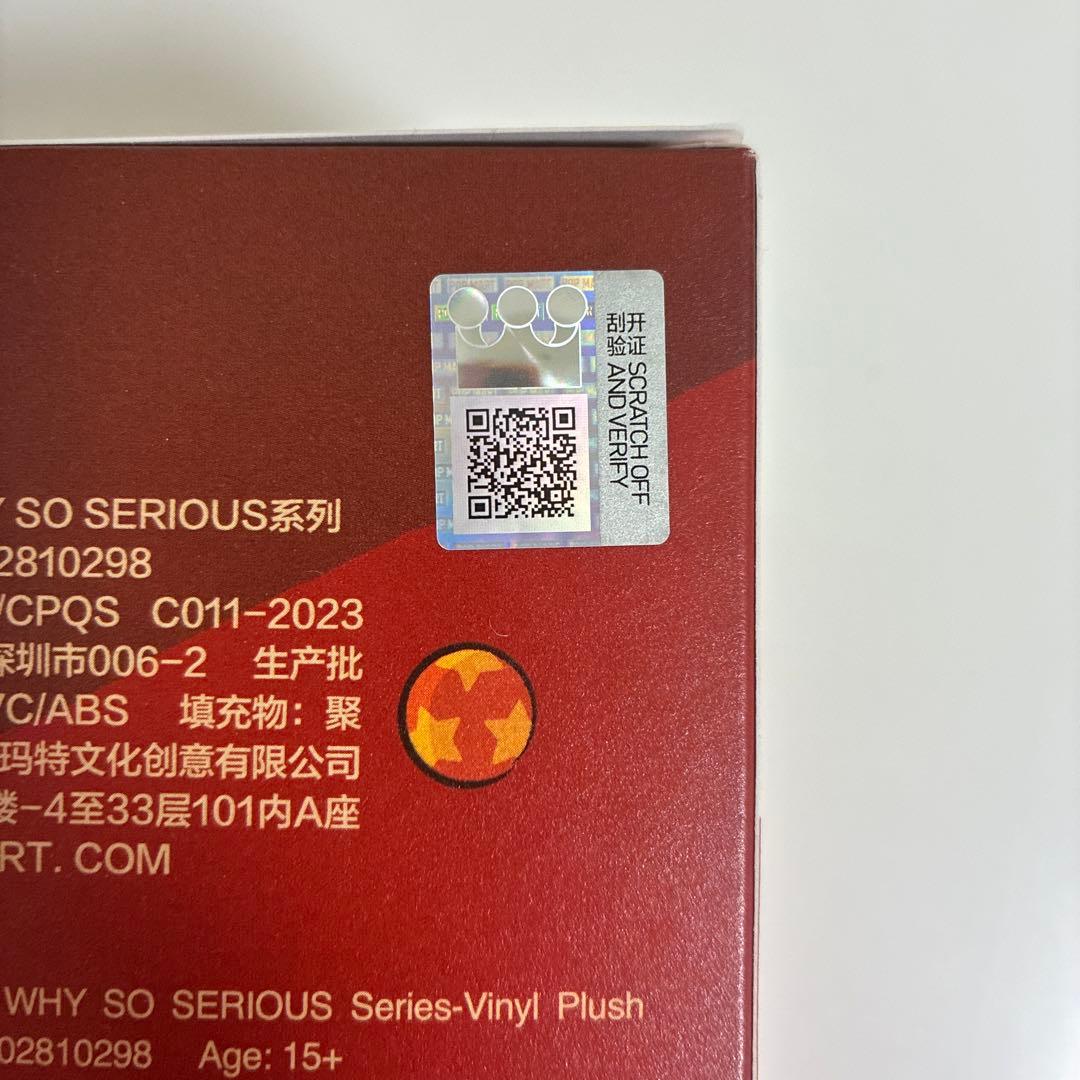 开证 SCRATCH OFF
刮验 AND VERIFY
SO SERIOUS系列
2810298
/CPQS C011-2023
深圳市006-2 生产批
C/ABS 填充物：聚
玛特文化创意有限公司
楼-4至33层101内A座
RT. COM
WHY SO SERIOUS Series-Vinyl Plush
02810298 Age: 15+